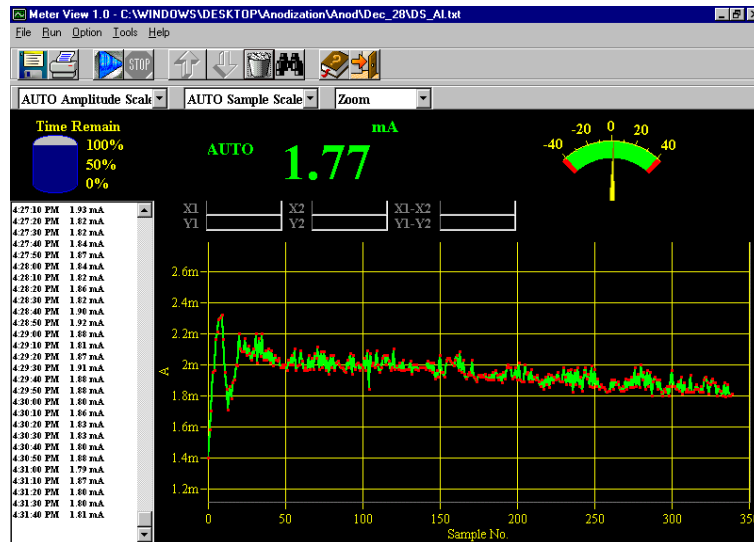 Meter View 1.0 - C:\WINDOWS\DESKTOP\Anodization\Anod\Dec_28\DS_Al.txt
File Run Option Tools Help
STOP
AUTO Amplitude Scale AUTO Sample Scale Zoom
Time Remain
100%
50%
0%
AUTO 1.77 mA
-40 -20 0 20 40
4:27:10 PM 1.93 mA
4:27:20 PM 1.82 mA
4:27:30 PM 1.82 mA
4:27:40 PM 1.84 mA
4:27:50 PM 1.87 mA
4:28:00 PM 1.84 mA
4:28:10 PM 1.82 mA
4:28:20 PM 1.86 mA
4:28:30 PM 1.82 mA
4:28:40 PM 1.90 mA
4:28:50 PM 1.92 mA
4:29:00 PM 1.88 mA
4:29:10 PM 1.81 mA
4:29:20 PM 1.87 mA
4:29:30 PM 1.91 mA
4:29:40 PM 1.88 mA
4:29:50 PM 1.88 mA
4:30:00 PM 1.80 mA
4:30:10 PM 1.86 mA
4:30:20 PM 1.83 mA
4:30:30 PM 1.83 mA
4:30:40 PM 1.80 mA
4:30:50 PM 1.88 mA
4:31:00 PM 1.79 mA
4:31:10 PM 1.87 mA
4:31:20 PM 1.80 mA
4:31:30 PM 1.80 mA
4:31:40 PM 1.81 mA
X1 X2 X1-X2
Y1 Y2 Y1-Y2
2.6m
2.4m
2.2m
2m
1.8m
1.6m
1.4m
1.2m
A
0 50 100 150 200 250 300 35
Sample No.